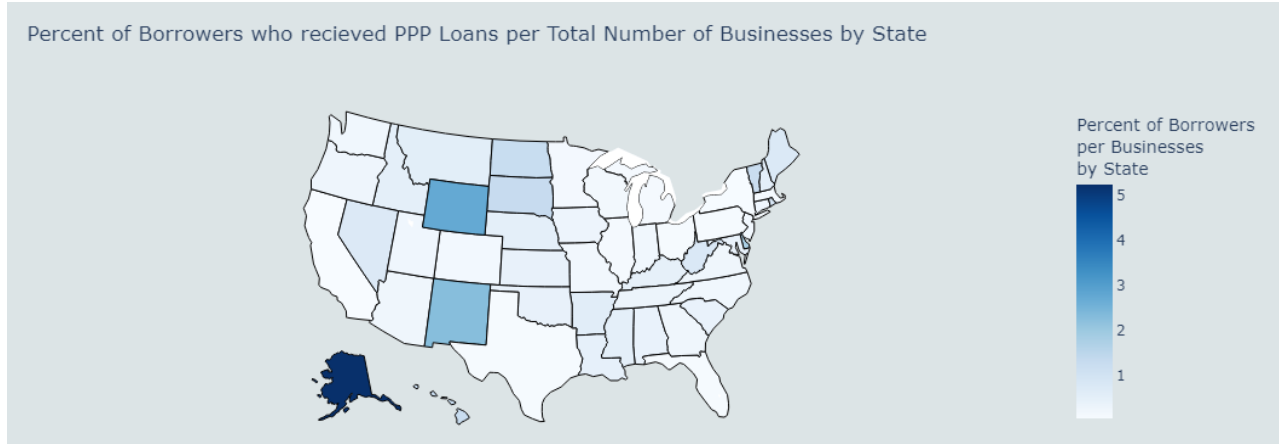 Percent of Borrowers who recieved PPP Loans per Total Number of Businesses by State
Percent of Borrowers
per Businesses
by State
5
4
3
2
1